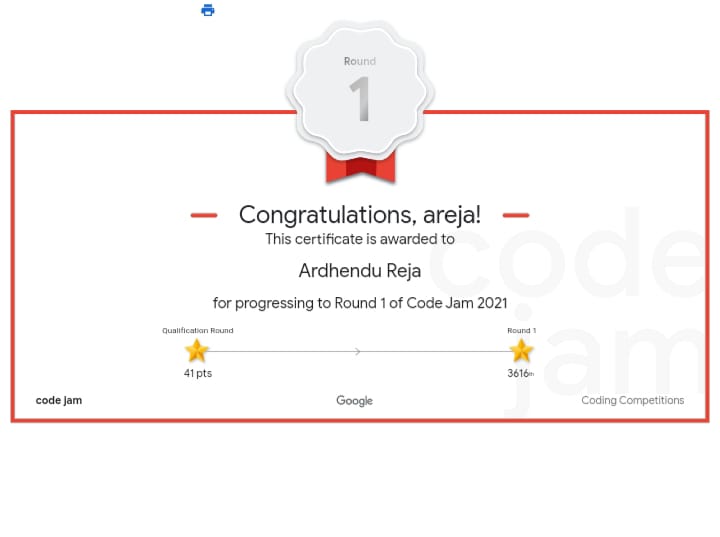 Round
1
Congratulations, areja!
This certificate is awarded to
Ardhendu Reja
for progressing to Round 1 of Code Jam 2021
Qualification Round
Round 1
41 pts
3616th
code jam
Google
Coding Competitions
code
jam